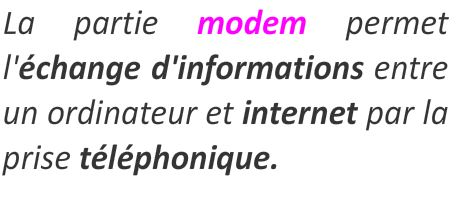 La partie modem permet
l'échange d'informations entre
un ordinateur et internet par la
prise téléphonique.